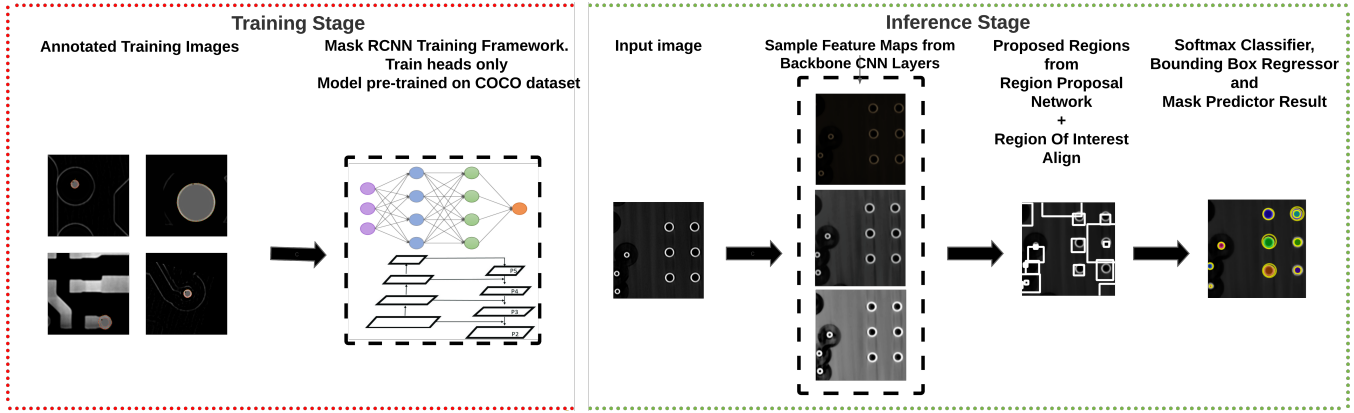 Training Stage
Annotated Training Images
Mask RCNN Training Framework.
Train heads only
Model pre-trained on COCO dataset
P5
P4
P3
P2
Inference Stage
Input image
Sample Feature Maps from
Backbone CNN Layers
Proposed Regions
from
Region Proposal
Network
+
Region Of Interest
Align
Softmax Classifier,
Bounding Box Regressor
and
Mask Predictor Result